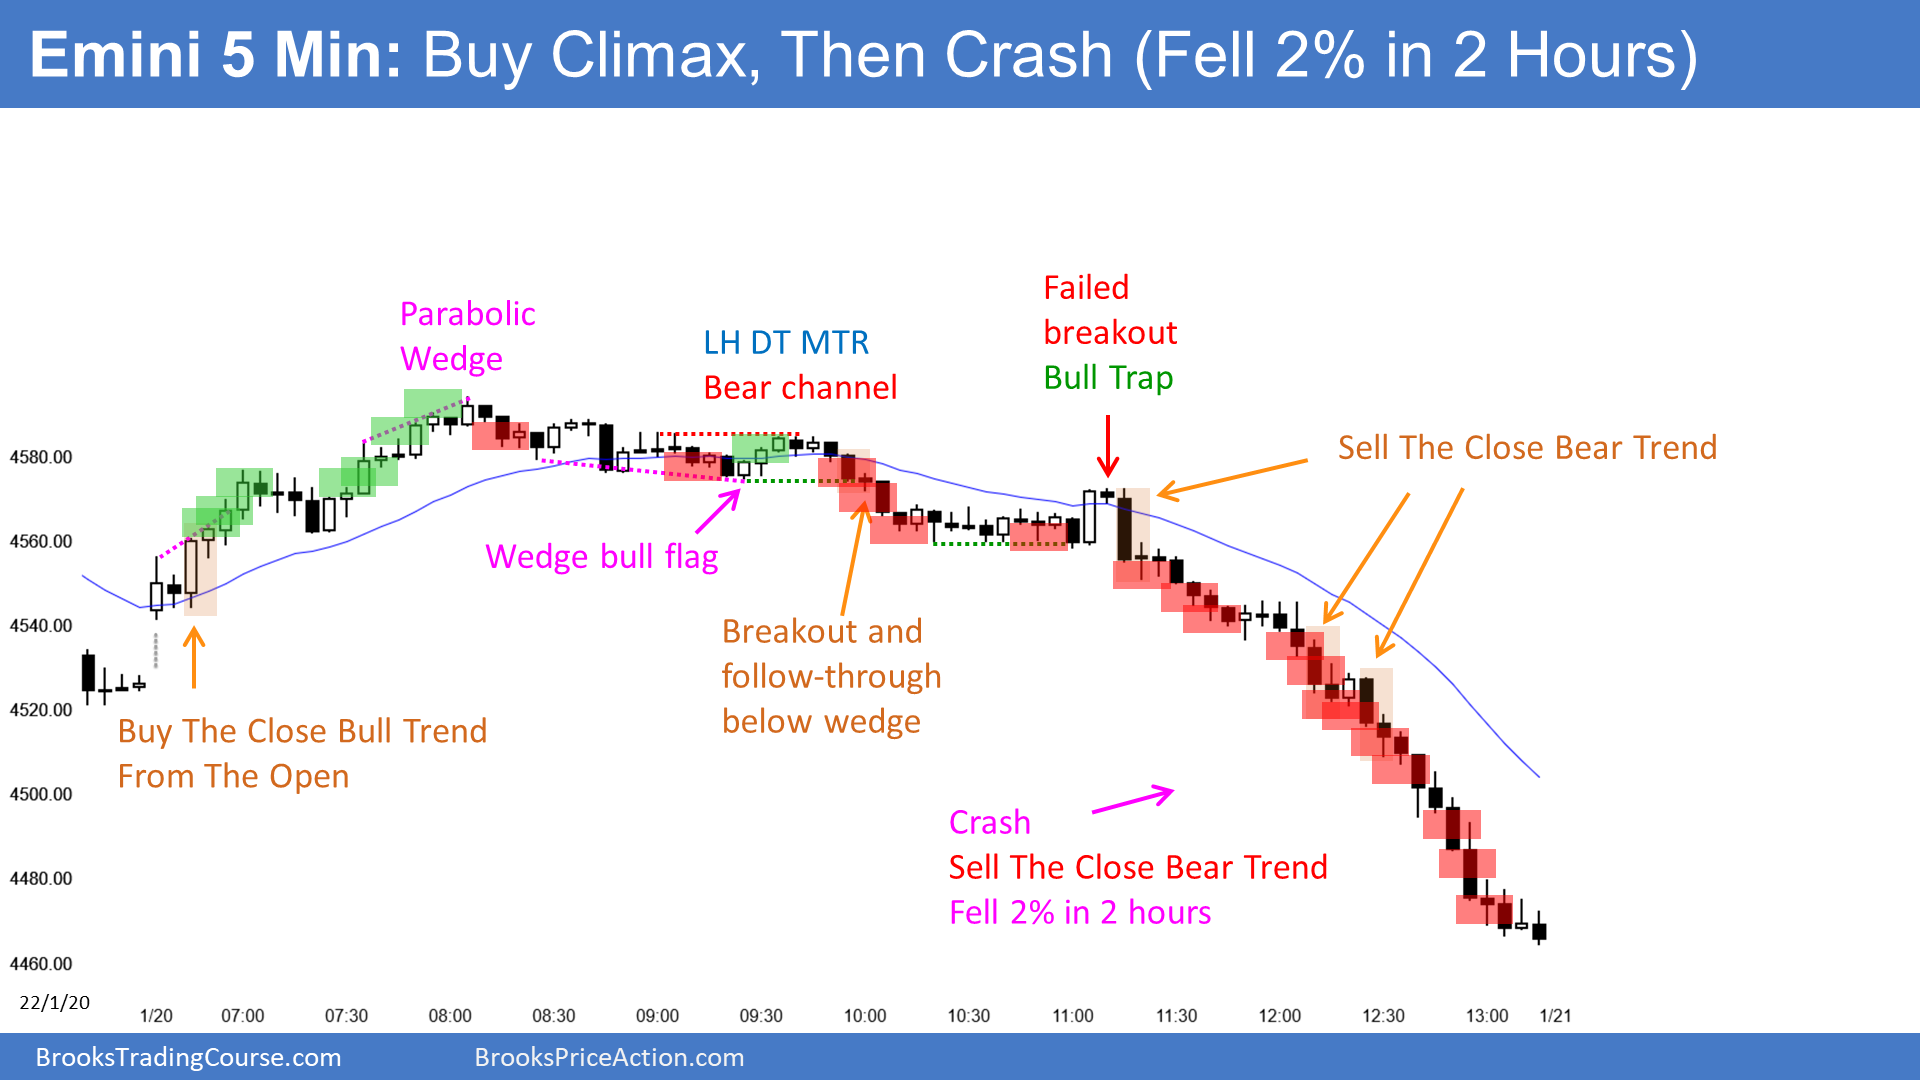 Emini 5 Min: Buy Climax, Then Crash (Fell 2% in 2 Hours)
Failed
breakout
Bull Trap
Parabolic
Wedge
LH DT MTR
Bear channel
Sell The Close Bear Trend
Wedge bull flag
Breakout and
follow-through
below wedge
Buy The Close Bull Trend
From The Open
Crash
Sell The Close Bear Trend
Fell 2% in 2 hours
4580.00
4560.00
4540.00
4520.00
4500.00
4480.00
4460.00
22/1/20
1/20 07:00 07:30 08:00 08:30 09:00 09:30 10:00 10:30 11:00 11:30 12:00 12:30 13:00 1/21
BrooksTradingCourse.com BrooksPriceAction.com